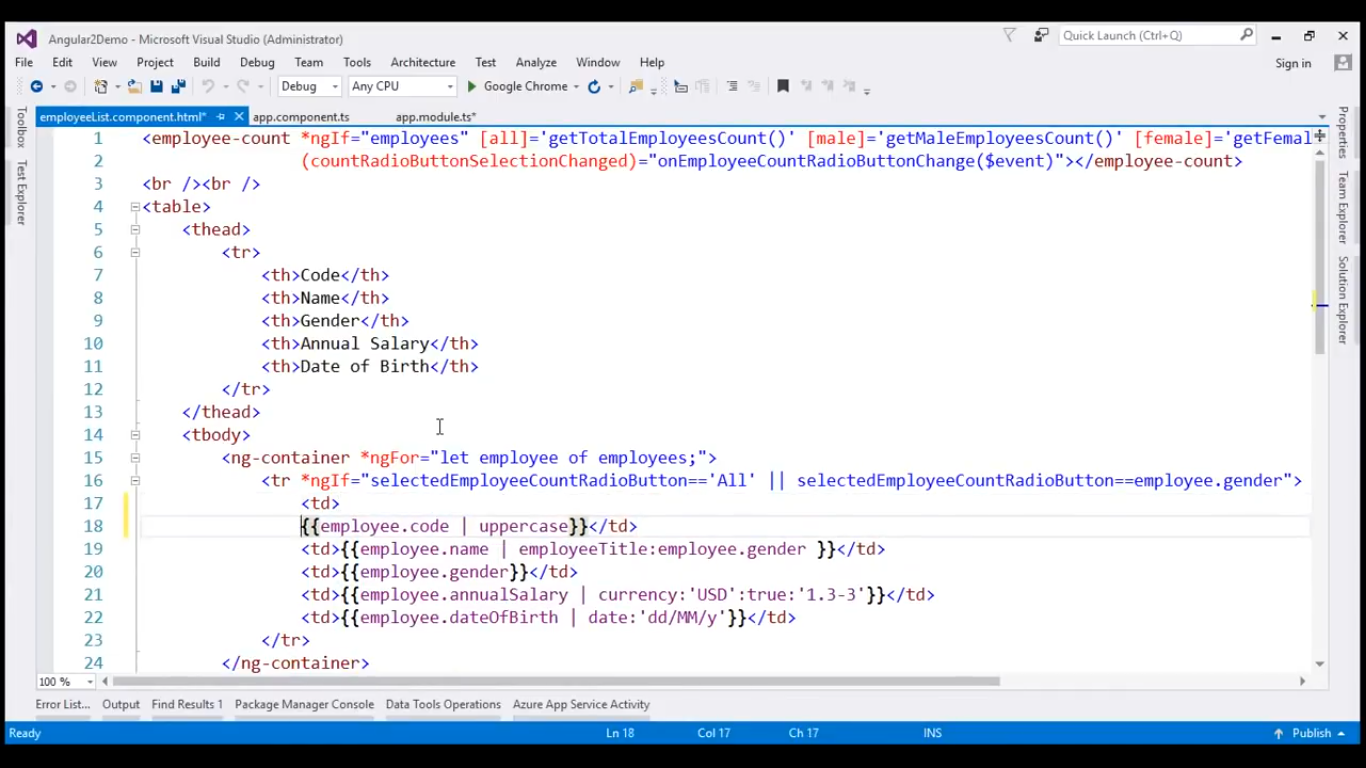 Angular2Demo - Microsoft Visual Studio (Administrator)
Quick Launch (Ctrl+Q)
File Edit View Project Build Debug Team Tools Architecture Test Analyze Window Help
Sign in
Debug Any CPU Google Chrome
employeeList.component.html* app.component.ts app.module.ts*
Toolbox
Test Explorer
1 <employee-count *ngIf="employees" [all]='getTotalEmployeesCount()' [male]='getMaleEmployeesCount()' [female]='getFemal
2 (countRadioButtonSelectionChanged)="onEmployeeCountRadioButtonChange($event)"></employee-count>
3 <br /><br />
4 <table>
5 <thead>
6 <tr>
7 <th>Code</th>
8 <th>Name</th>
9 <th>Gender</th>
10 <th>Annual Salary</th>
11 <th>Date of Birth</th>
12 </tr>
13 </thead>
14 <tbody>
15 <ng-container *ngFor="let employee of employees;">
16 <tr *ngIf="selectedEmployeeCountRadioButton=='All' || selectedEmployeeCountRadioButton==employee.gender">
17 <td>
18 {{employee.code | uppercase}}</td>
19 <td>{{employee.name | employeeTitle:employee.gender }}</td>
20 <td>{{employee.gender}}</td>
21 <td>{{employee.annualSalary | currency:'USD':true:'1.3-3'}}</td>
22 <td>{{employee.dateOfBirth | date:'dd/MM/y'}}</td>
23 </tr>
24 </ng-container>
Properties
Team Explorer
Solution Explorer
100 %
Error List... Output Find Results 1 Package Manager Console Data Tools Operations Azure App Service Activity
Ready Ln 18 Col 17 Ch 17 INS Publish